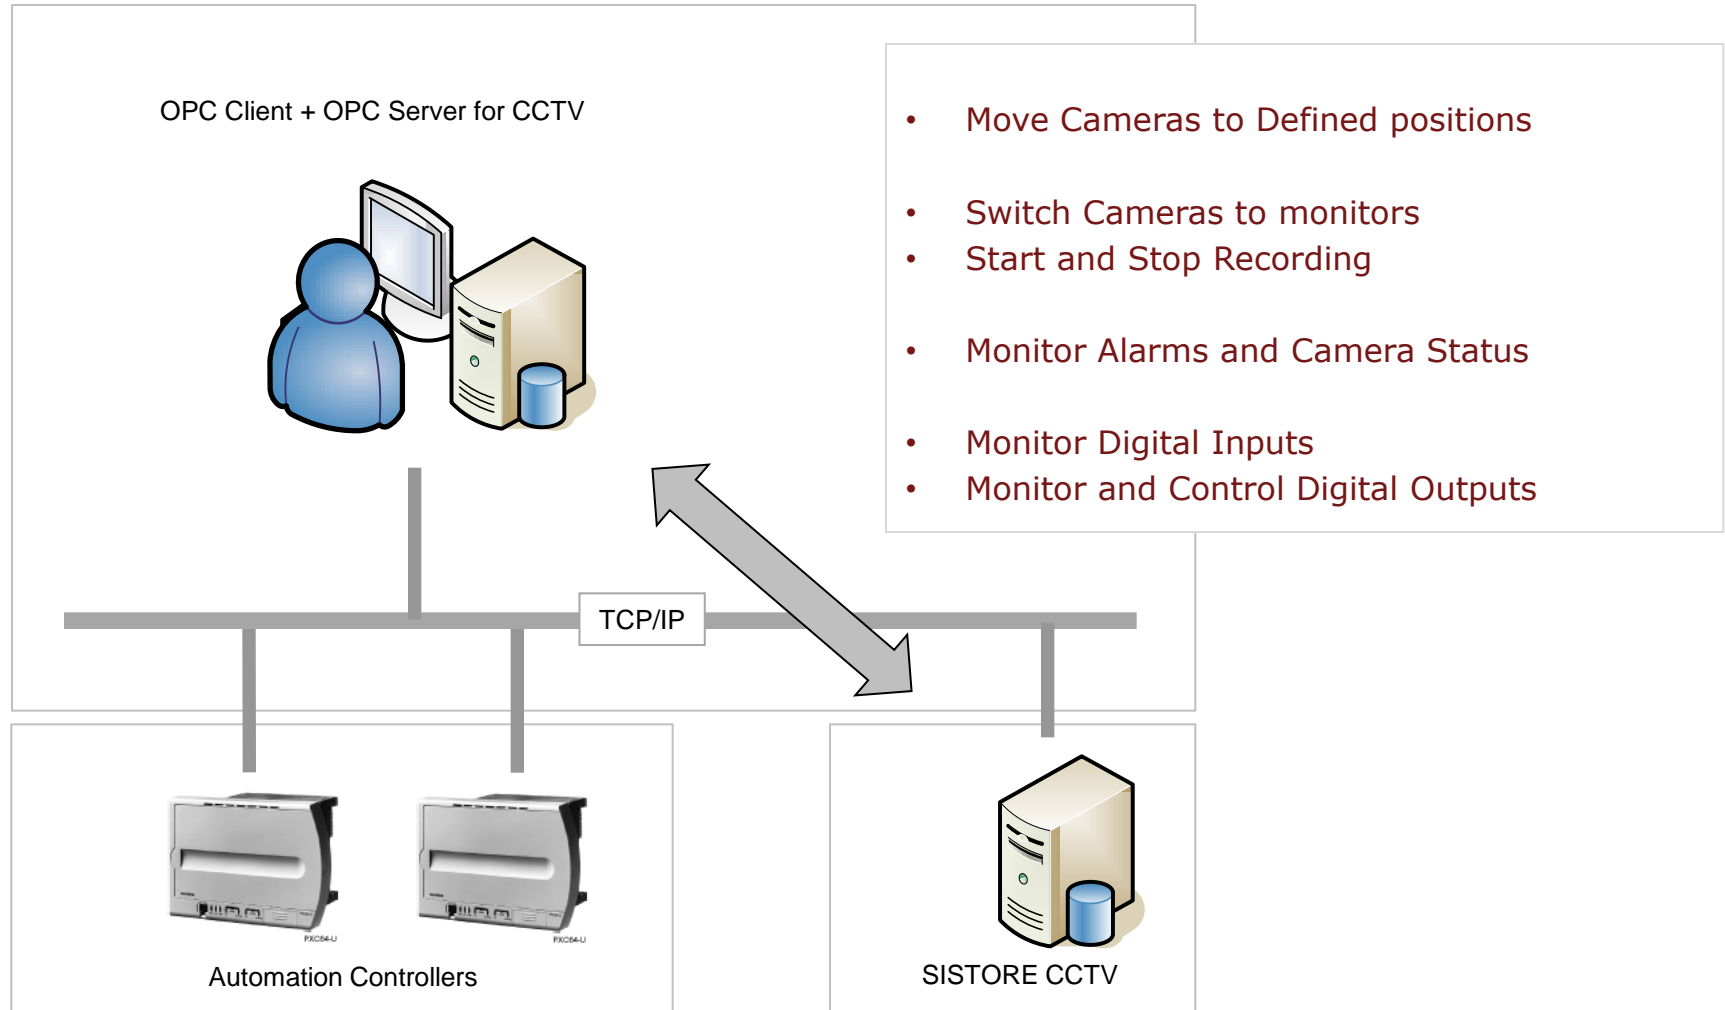 OPC Client + OPC Server for CCTV
• Move Cameras to Defined positions
• Switch Cameras to monitors
• Start and Stop Recording
• Monitor Alarms and Camera Status
• Monitor Digital Inputs
• Monitor and Control Digital Outputs
TCP/IP
PXC64-U
PXC64-U
Automation Controllers
SISTORE CCTV